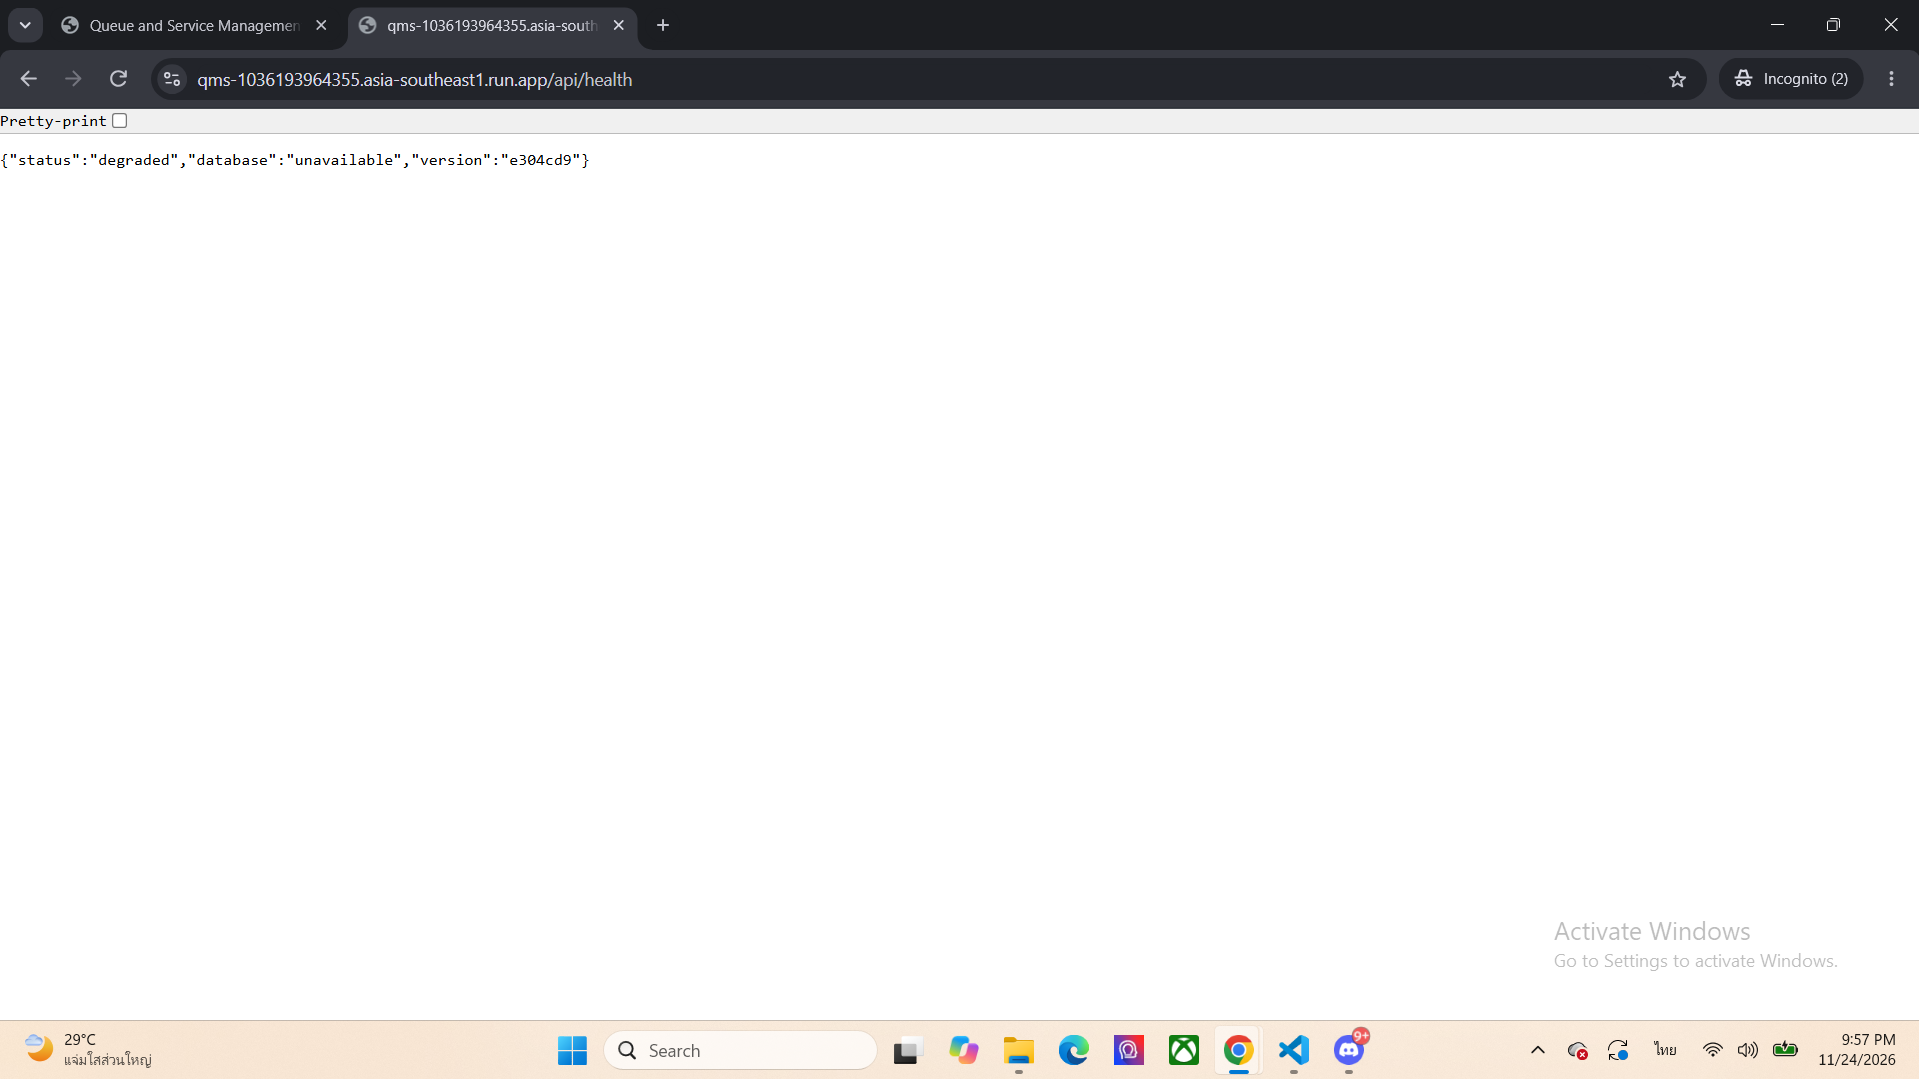 Queue and Service Managemen
qms-1036193964355.asia-south
qms-1036193964355.asia-southeast1.run.app/api/health
Incognito (2)
Pretty-print
{"status":"degraded","database":"unavailable","version":"e304cd9"}
Activate Windows
Go to Settings to activate Windows.
29°C
แจ่มใสส่วนใหญ่
Search
9+
ไทย
9:57 PM
11/24/2026